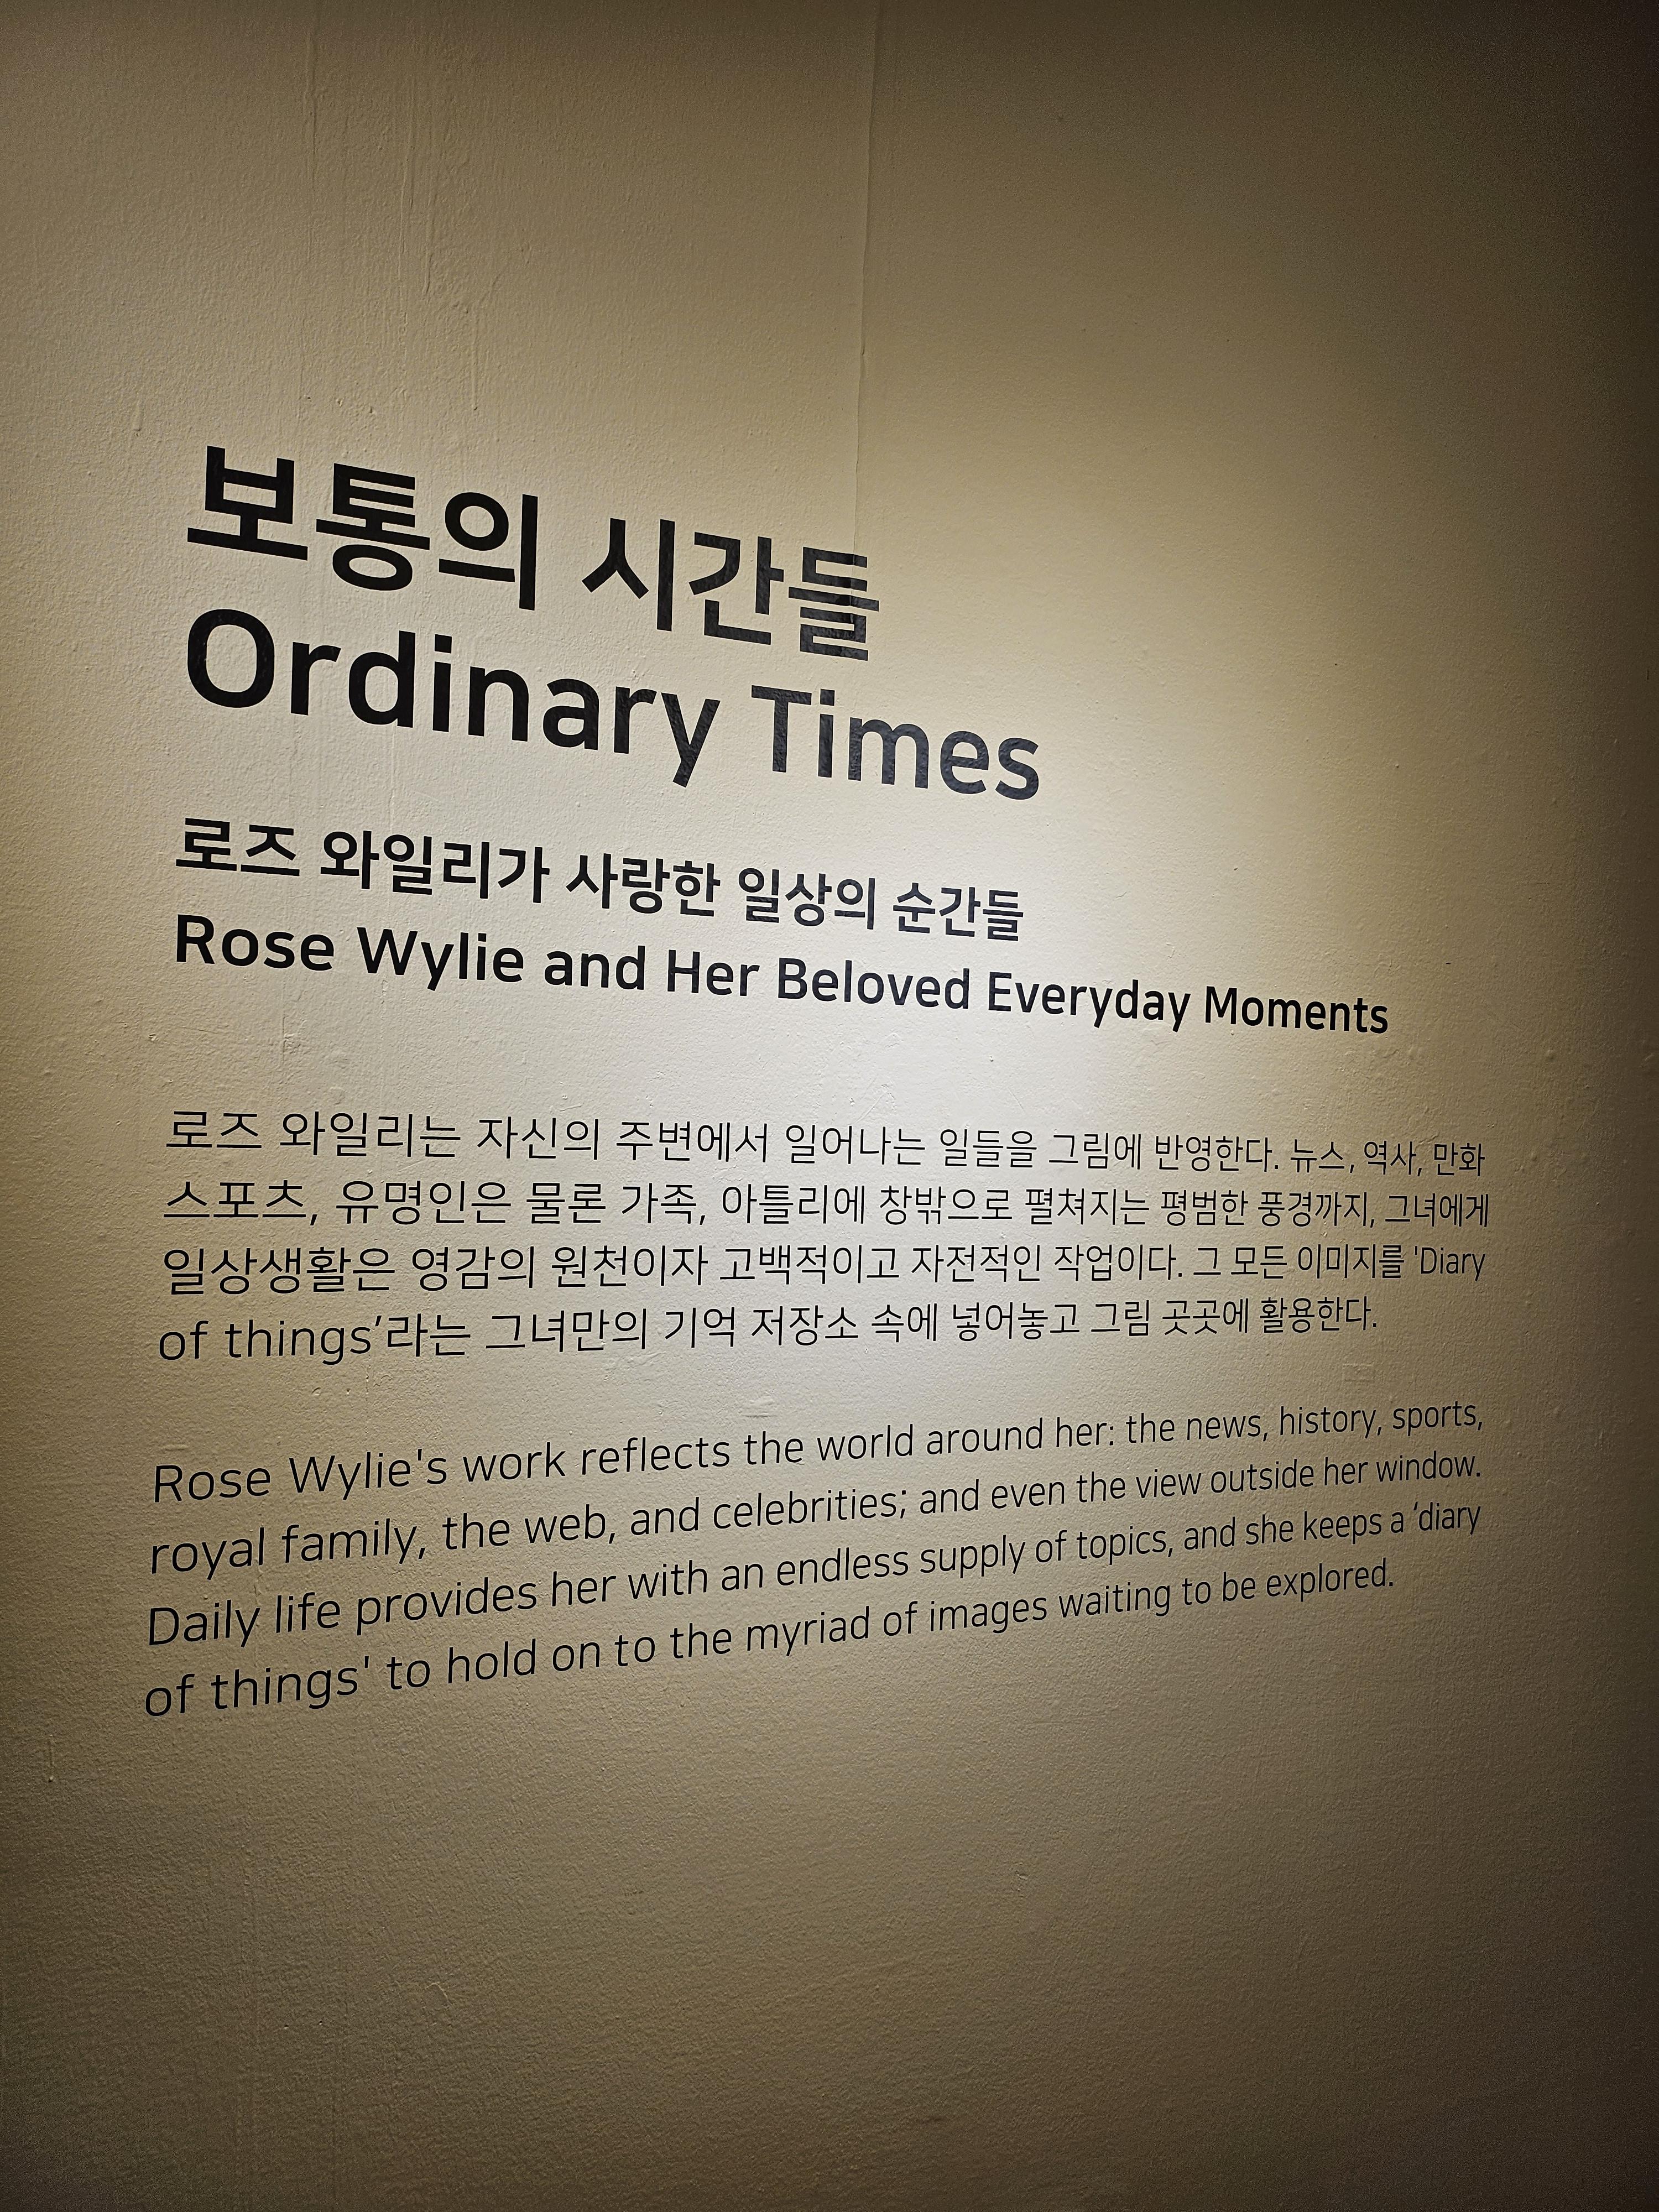 보통의 시간들
Ordinary Times
로즈 와일리가 사랑한 일상의 순간들
Rose Wylie and Her Beloved Everyday Moments
로즈 와일리는 자신의 주변에서 일어나는 일들을 그림에 반영한다. 뉴스, 역사, 만화
스포츠, 유명인은 물론 가족, 아틀리에 창밖으로 펼쳐지는 평범한 풍경까지, 그녀에게
일상생활은 영감의 원천이자 고백적이고 자전적인 작업이다. 그 모든 이미지를 'Diary
of things'라는 그녀만의 기억 저장소 속에 넣어놓고 그림 곳곳에 활용한다.
Rose Wylie's work reflects the world around her: the news, history, sports,
royal family, the web, and celebrities; and even the view outside her window.
Daily life provides her with an endless supply of topics, and she keeps a ‘diary
of things' to hold on to the myriad of images waiting to be explored.